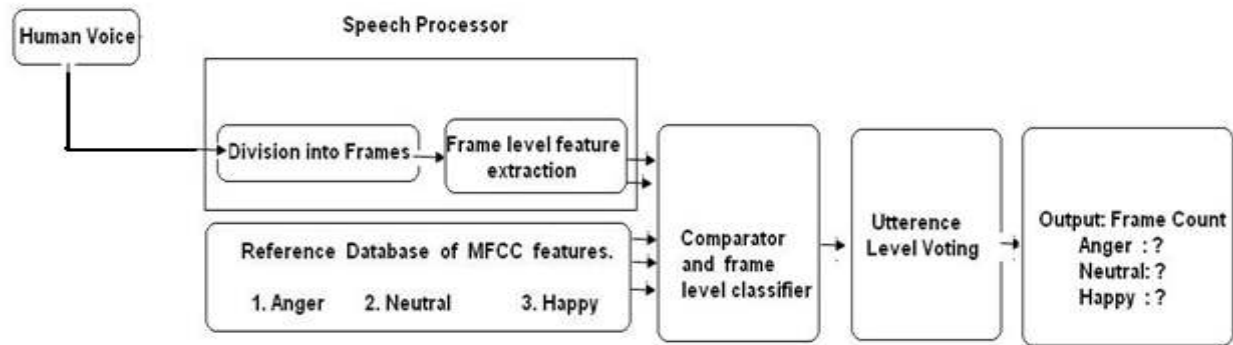 Human Voice
Speech Processor
Division into Frames
Frame level feature
extraction
Reference Database of MFCC features.
1. Anger 2. Neutral 3. Happy
Comparator
and frame
level classifier
Utterence
Level Voting
Output: Frame Count
Anger : ?
Neutral: ?
Happy : ?